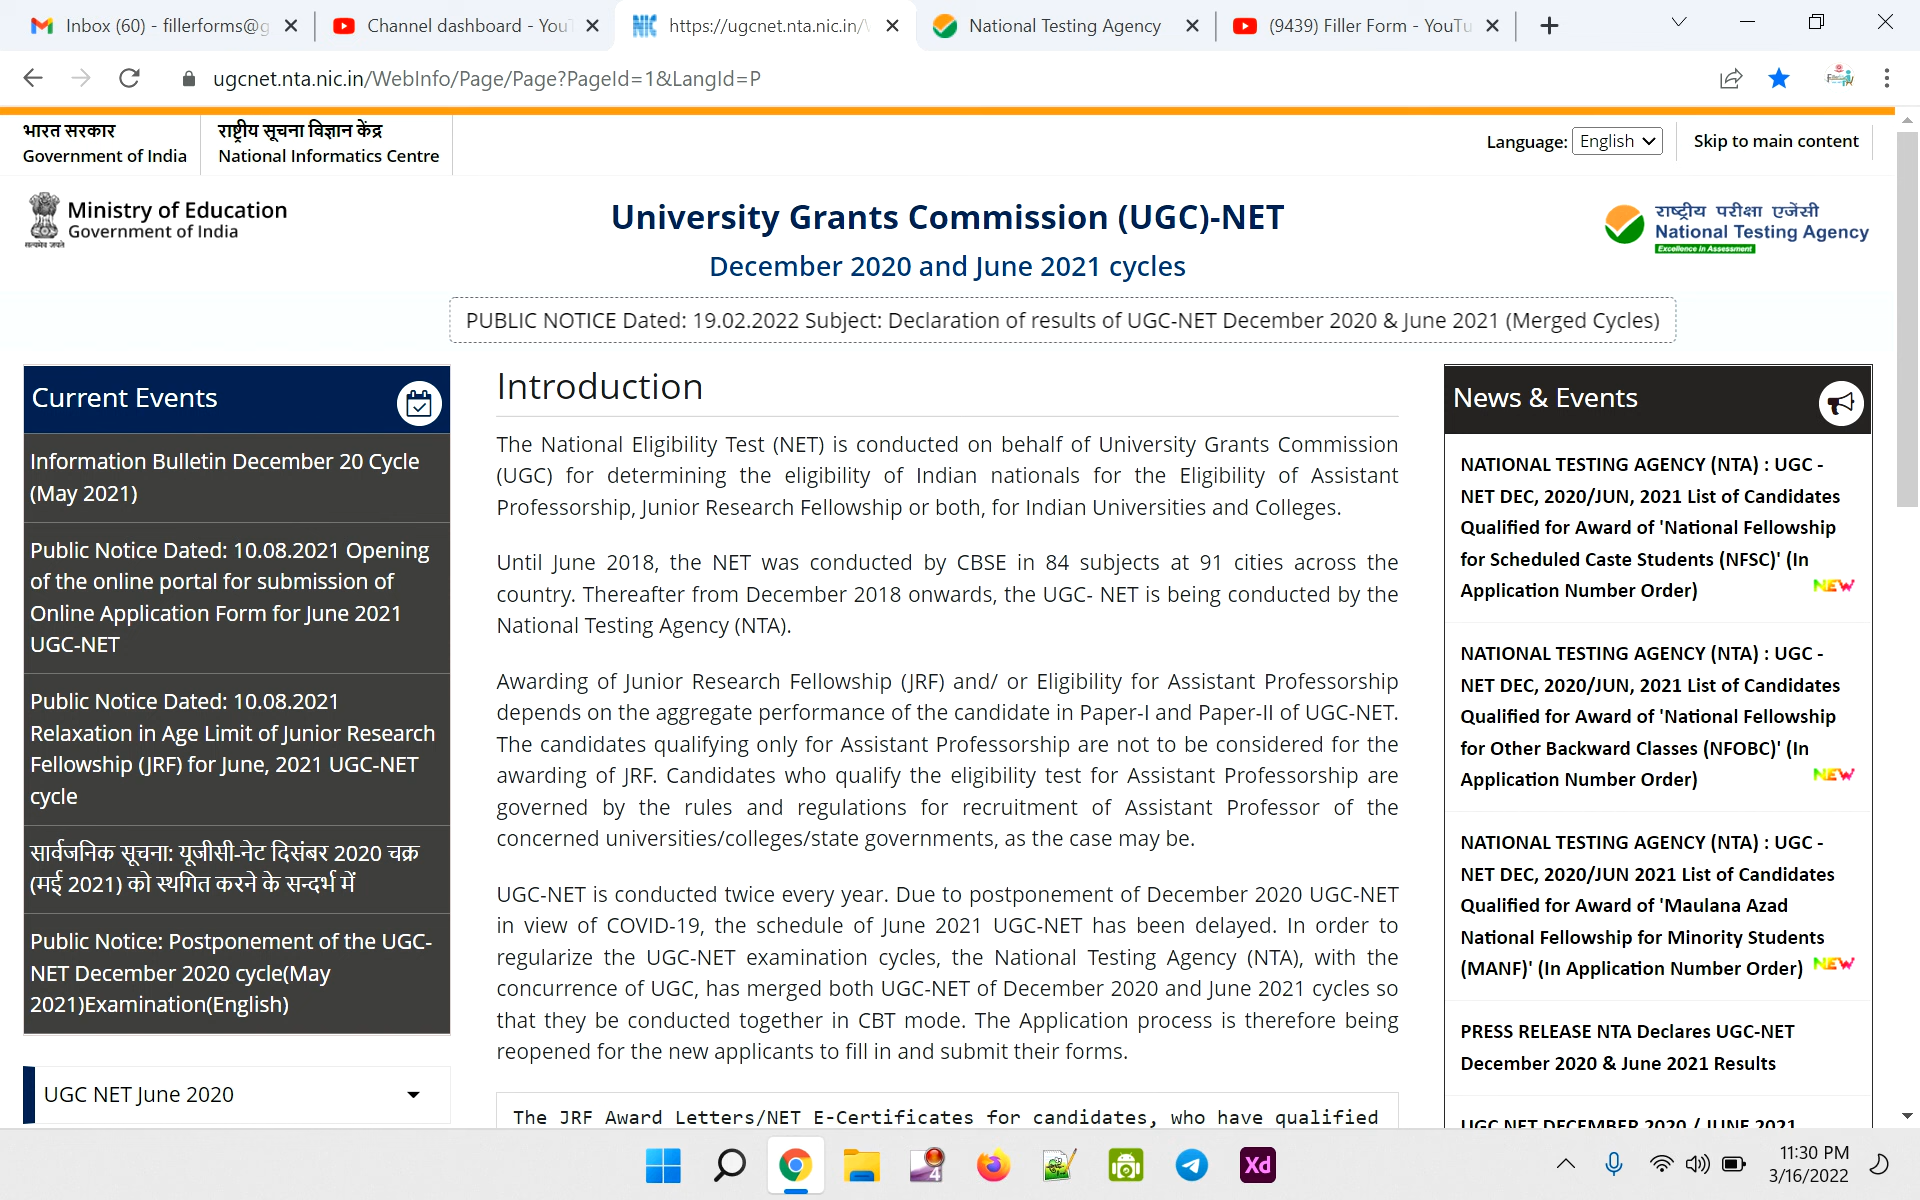 Inbox (60) - fillerforms@g
Channel dashboard - YouT
https://ugcnet.nta.nic.in/
National Testing Agency
(9439) Filler Form - YouTu
ugcnet.nta.nic.in/WebInfo/Page/Page?PageId=1&LangId=P
भारत सरकार
Government of India
राष्ट्रीय सूचना विज्ञान केंद्र
National Informatics Centre
Language: English
Skip to main content
Ministry of Education
Government of India
सत्यमेव जयते
University Grants Commission (UGC)-NET
December 2020 and June 2021 cycles
राष्ट्रीय परीक्षा एजेंसी
National Testing Agency
Excellence in Assessment
PUBLIC NOTICE Dated: 19.02.2022 Subject: Declaration of results of UGC-NET December 2020 & June 2021 (Merged Cycles)
Current Events
Information Bulletin December 20 Cycle
(May 2021)
Public Notice Dated: 10.08.2021 Opening
of the online portal for submission of
Online Application Form for June 2021
UGC-NET
Public Notice Dated: 10.08.2021
Relaxation in Age Limit of Junior Research
Fellowship (JRF) for June, 2021 UGC-NET
cycle
सार्वजनिक सूचना: यूजीसी-नेट दिसंबर 2020 चक्र
(मई 2021) को स्थगित करने के सन्दर्भ में
Public Notice: Postponement of the UGC-
NET December 2020 cycle(May
2021)Examination(English)
UGC NET June 2020
Introduction
The National Eligibility Test (NET) is conducted on behalf of University Grants Commission
(UGC) for determining the eligibility of Indian nationals for the Eligibility of Assistant
Professorship, Junior Research Fellowship or both, for Indian Universities and Colleges.
Until June 2018, the NET was conducted by CBSE in 84 subjects at 91 cities across the
country. Thereafter from December 2018 onwards, the UGC- NET is being conducted by the
National Testing Agency (NTA).
Awarding of Junior Research Fellowship (JRF) and/ or Eligibility for Assistant Professorship
depends on the aggregate performance of the candidate in Paper-I and Paper-II of UGC-NET.
The candidates qualifying only for Assistant Professorship are not to be considered for the
awarding of JRF. Candidates who qualify the eligibility test for Assistant Professorship are
governed by the rules and regulations for recruitment of Assistant Professor of the
concerned universities/colleges/state governments, as the case may be.
UGC-NET is conducted twice every year. Due to postponement of December 2020 UGC-NET
in view of COVID-19, the schedule of June 2021 UGC-NET has been delayed. In order to
regularize the UGC-NET examination cycles, the National Testing Agency (NTA), with the
concurrence of UGC, has merged both UGC-NET of December 2020 and June 2021 cycles so
that they be conducted together in CBT mode. The Application process is therefore being
reopened for the new applicants to fill in and submit their forms.
The JRF Award Letters/NET E-Certificates for candidates, who have qualified
News & Events
NATIONAL TESTING AGENCY (NTA) : UGC -
NET DEC, 2020/JUN, 2021 List of Candidates
Qualified for Award of 'National Fellowship
for Scheduled Caste Students (NFSC)' (In
Application Number Order) NEW
NATIONAL TESTING AGENCY (NTA) : UGC -
NET DEC, 2020/JUN, 2021 List of Candidates
Qualified for Award of 'National Fellowship
for Other Backward Classes (NFOBC)' (In
Application Number Order) NEW
NATIONAL TESTING AGENCY (NTA) : UGC -
NET DEC, 2020/JUN 2021 List of Candidates
Qualified for Award of 'Maulana Azad
National Fellowship for Minority Students
(MANF)' (In Application Number Order) NEW
PRESS RELEASE NTA Declares UGC-NET
December 2020 & June 2021 Results
UGC NET DECEMBER 2020 / JUNE 2021
Xd
11:30 PM
3/16/2022